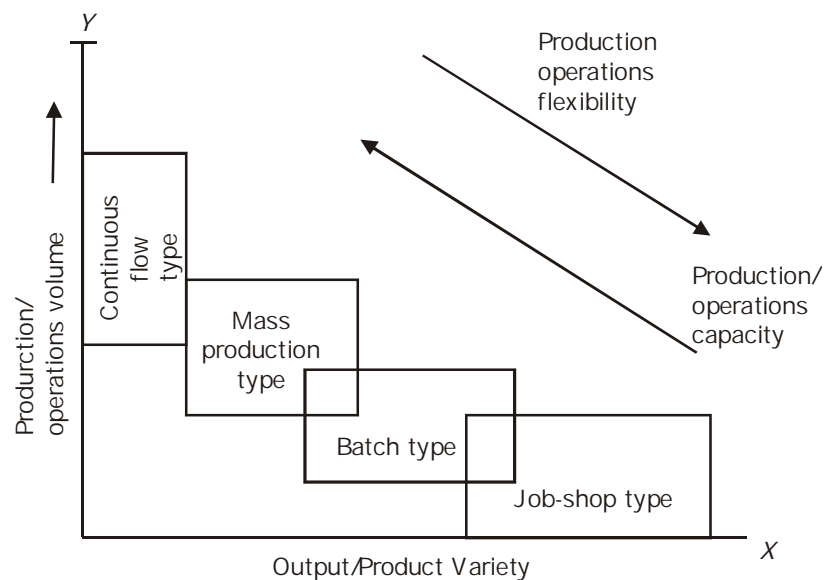 Y
Production
operations
flexibility
Continuous
flow
type
Produrction/
operations volume
Mass
production
type
Production/
operations
capacity
Batch type
Job-shop type
X
Output/Product Variety